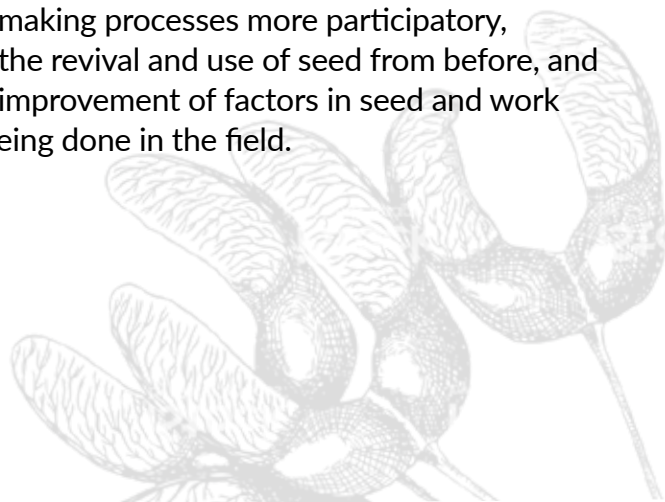 making processes more participatory,
the revival and use of seed from before, and
improvement of factors in seed and work
eing done in the field.